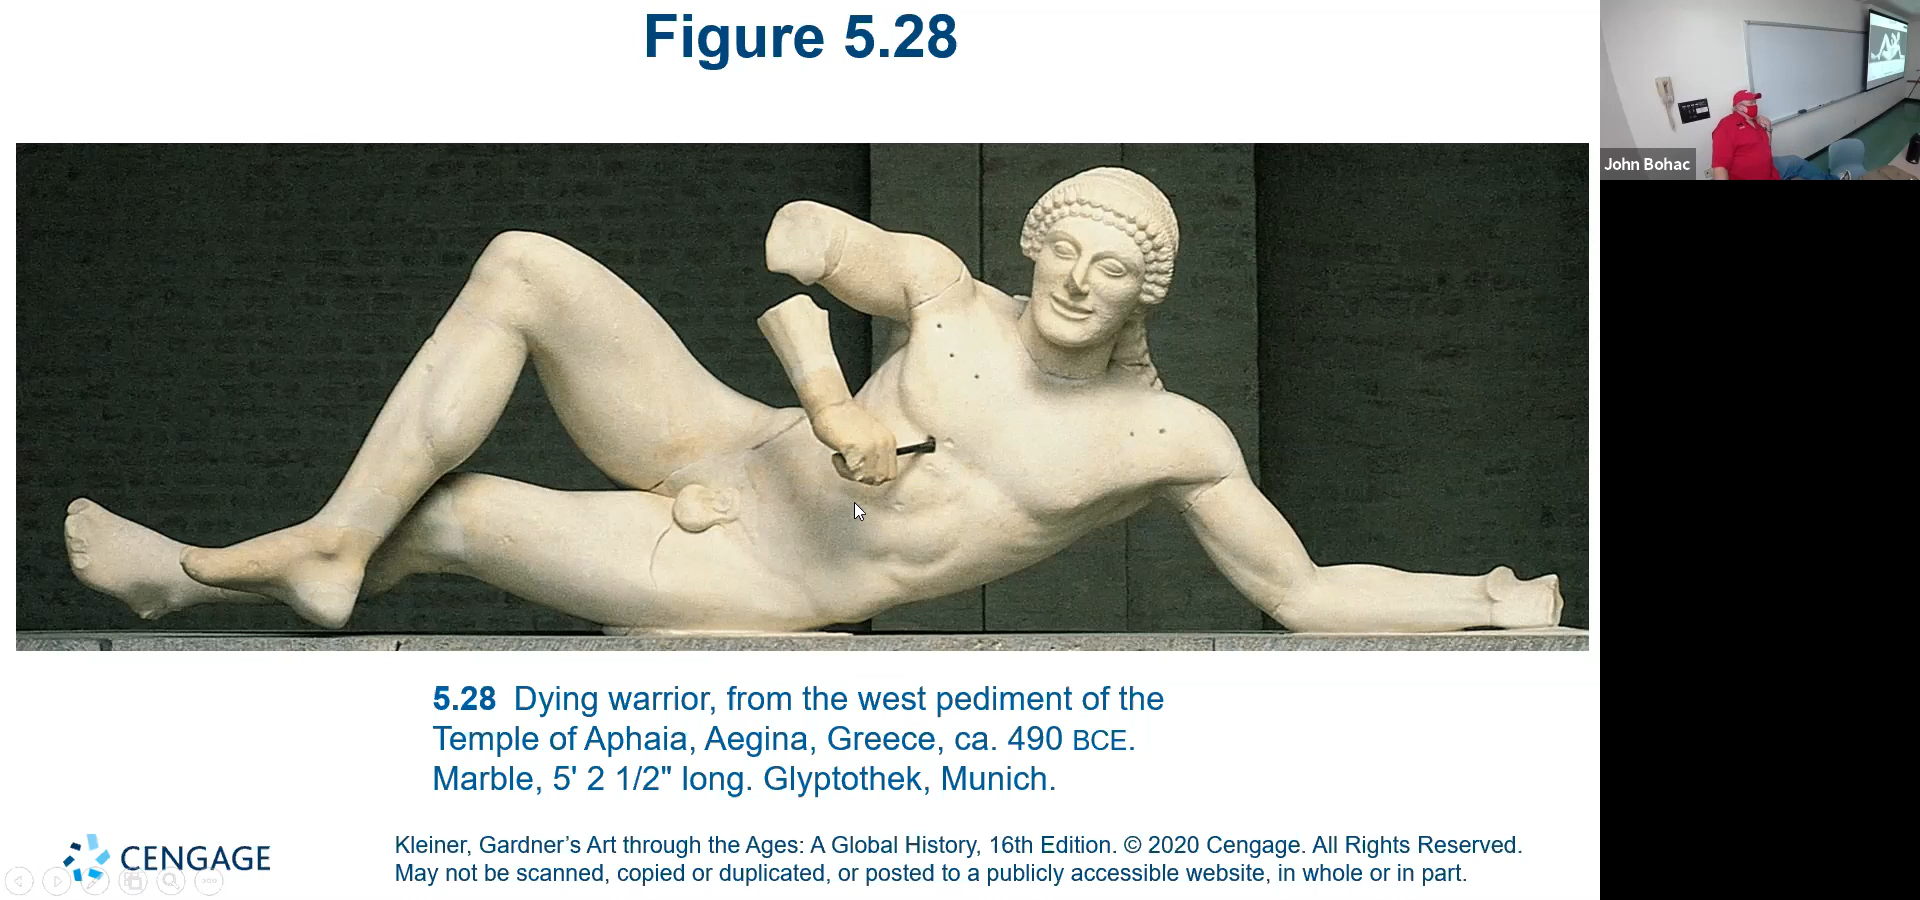 Figure 5.28
John Bohac
5.28 Dying warrior, from the west pediment of the
Temple of Aphaia, Aegina, Greece, ca. 490 BCE.
Marble, 5' 2 1/2" long. Glyptothek, Munich.
CENGAGE
Kleiner, Gardner’s Art through the Ages: A Global History, 16th Edition. © 2020 Cengage. All Rights Reserved.
May not be scanned, copied or duplicated, or posted to a publicly accessible website, in whole or in part.